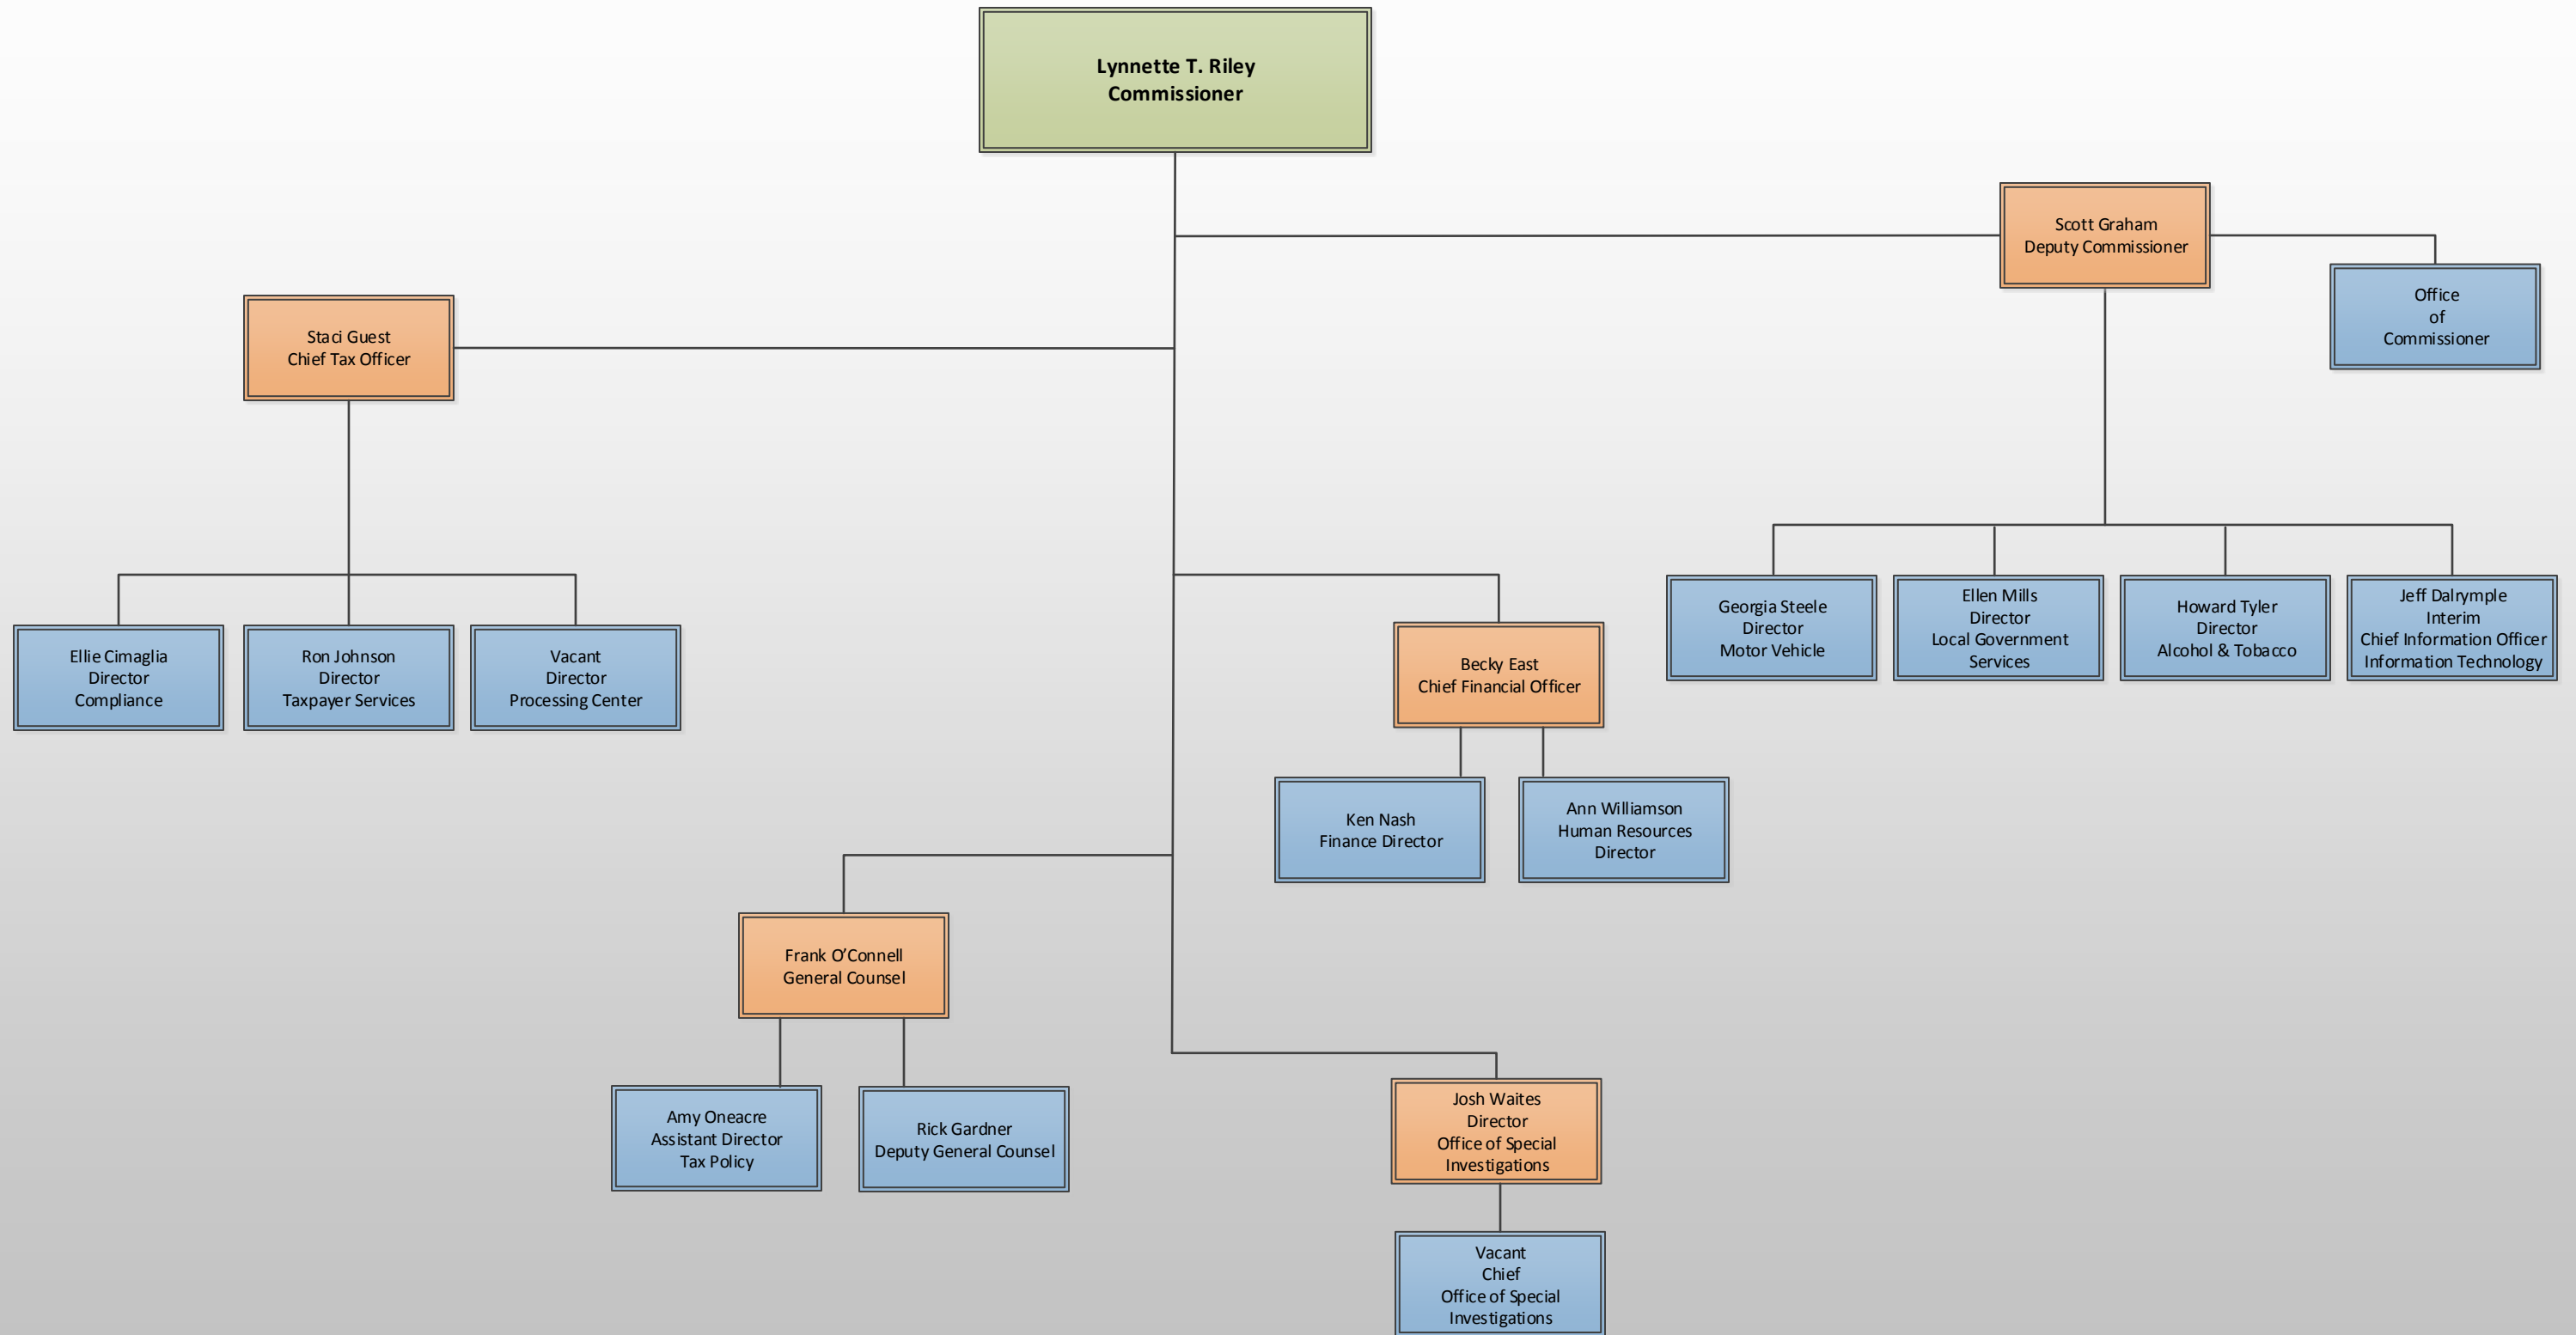 Lynnette T. Riley
Commissioner
Scott Graham
Deputy Commissioner
Office
of
Commissioner
Staci Guest
Chief Tax Officer
Ellie Cimaglia
Director
Compliance
Ron Johnson
Director
Taxpayer Services
Vacant
Director
Processing Center
Becky East
Chief Financial Officer
Georgia Steele
Director
Motor Vehicle
Ellen Mills
Director
Local Government
Services
Howard Tyler
Director
Alcohol & Tobacco
Jeff Dalrymple
Interim
Chief Information Officer
Information Technology
Ken Nash
Finance Director
Ann Williamson
Human Resources
Director
Frank O’Connell
General Counsel
Amy Oneacre
Assistant Director
Tax Policy
Rick Gardner
Deputy General Counsel
Josh Waites
Director
Office of Special
Investigations
Vacant
Chief
Office of Special
Investigations